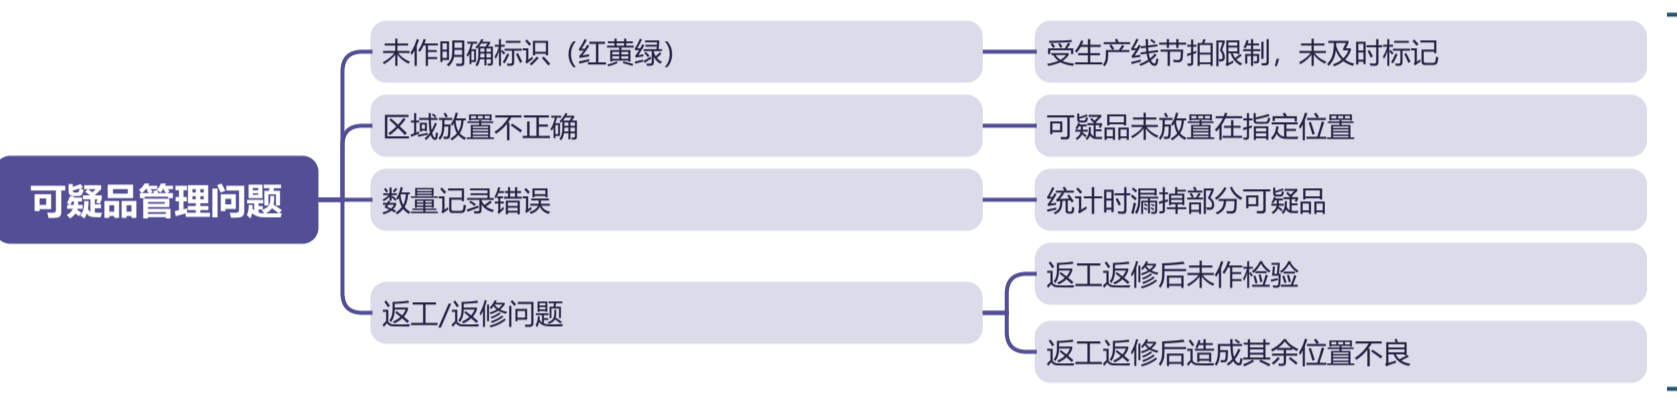 可疑品管理问题
未作明确标识（红黄绿）
受生产线节拍限制，未及时标记
区域放置不正确
可疑品未放置在指定位置
数量记录错误
统计时漏掉部分可疑品
返工/返修问题
返工返修后未作检验
返工返修后造成其余位置不良